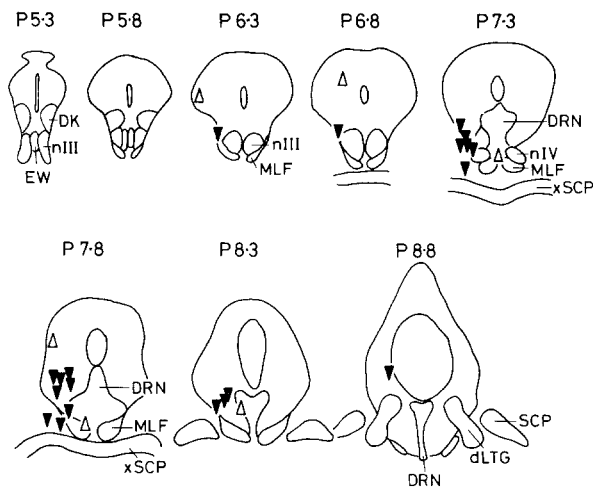 P5·3
P5·8
P6·3
P6·8
P7·3
DK
nIII
EW
nIII
MLF
DRN
nIV
MLF
xSCP
P7·8
P8·3
P8·8
DRN
MLF
xSCP
SCP
dLTG
DRN